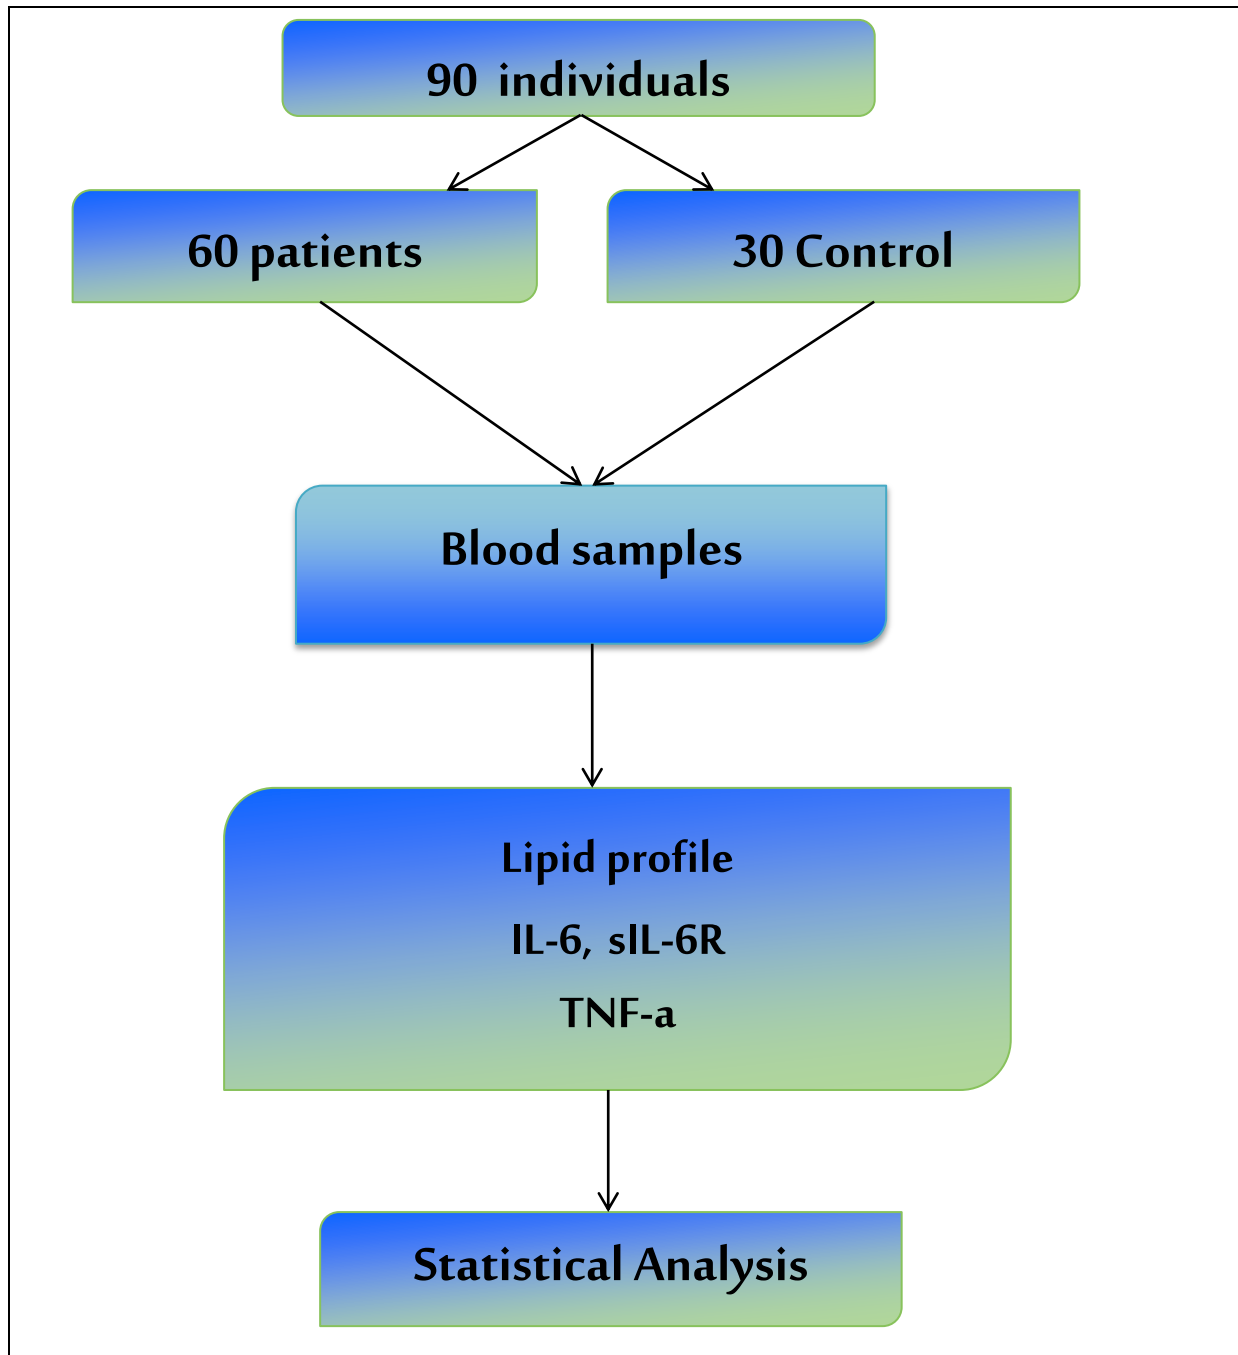 90 individuals
60 patients
30 Control
Blood samples
Lipid profile
IL-6, sIL-6R
TNF-a
Statistical Analysis